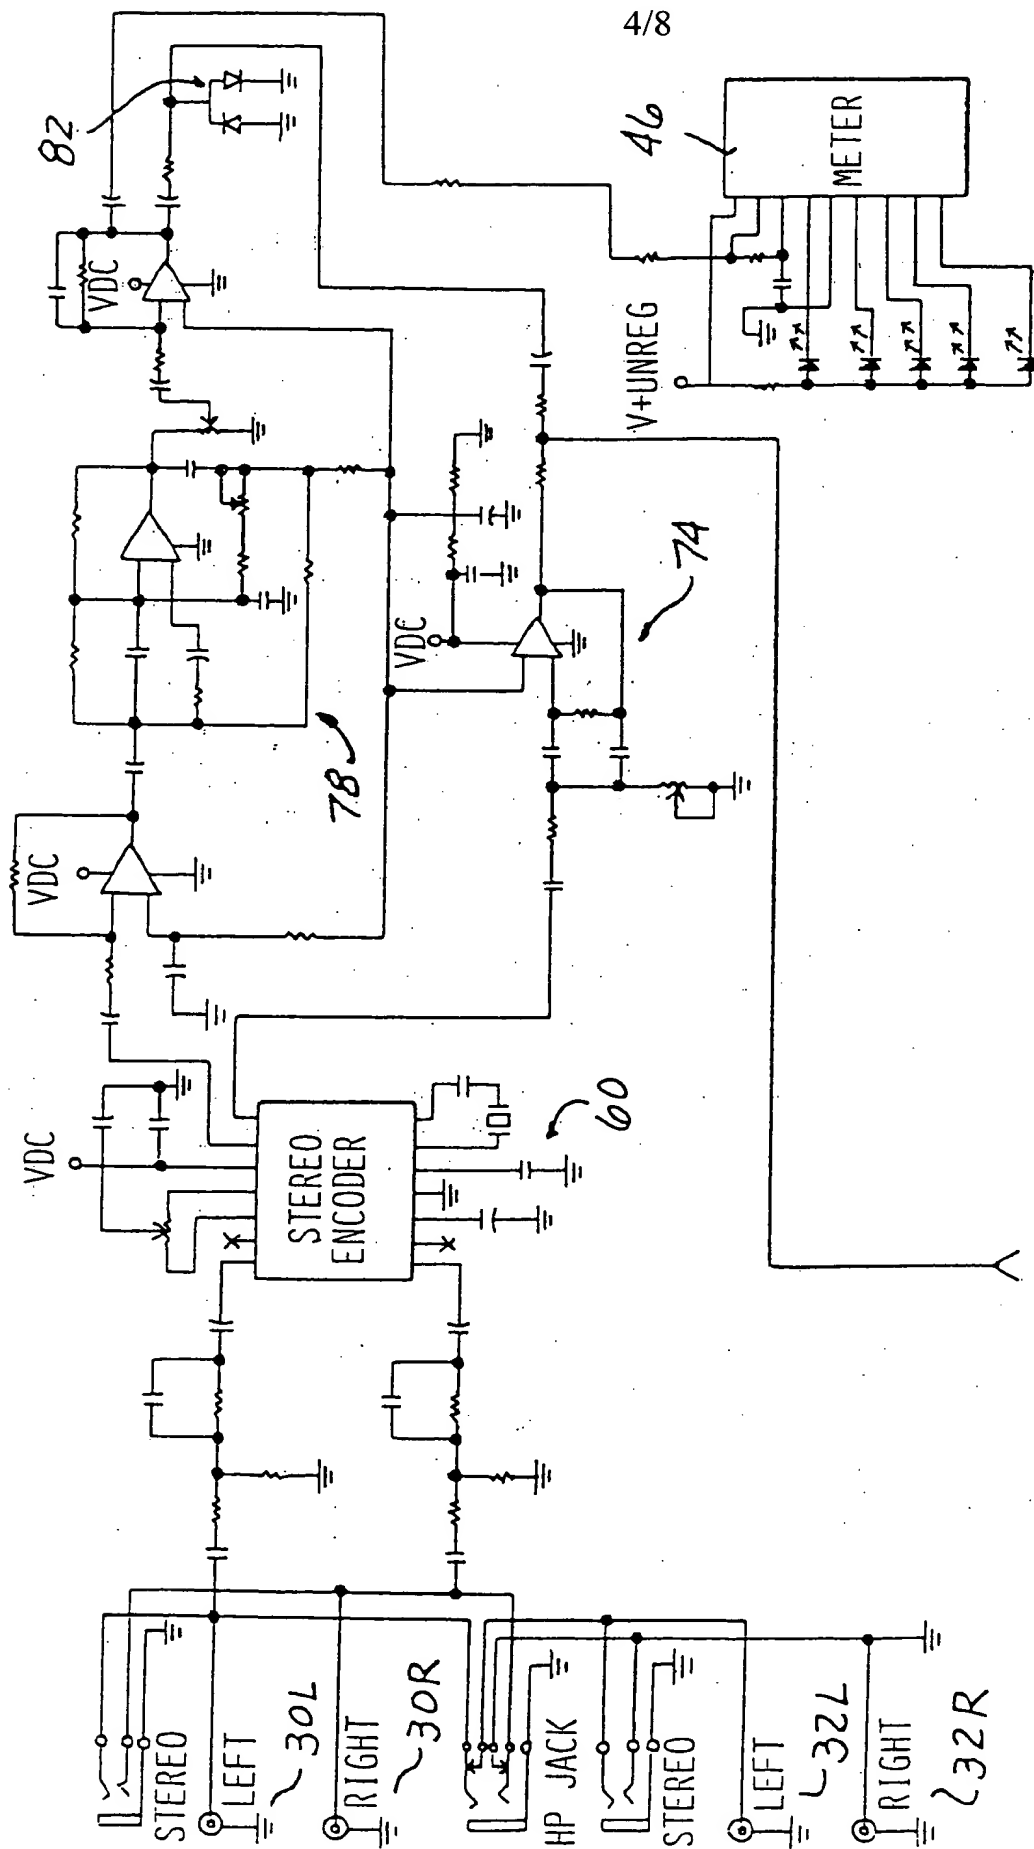 4/8
82
VDC
46
METER
V+UNREG
78
VDC
VDC
74
VDC
STEREO
ENCODER
60
STEREO
LEFT
30L
RIGHT
30R
HP JACK
STEREO
LEFT
32L
RIGHT
32R